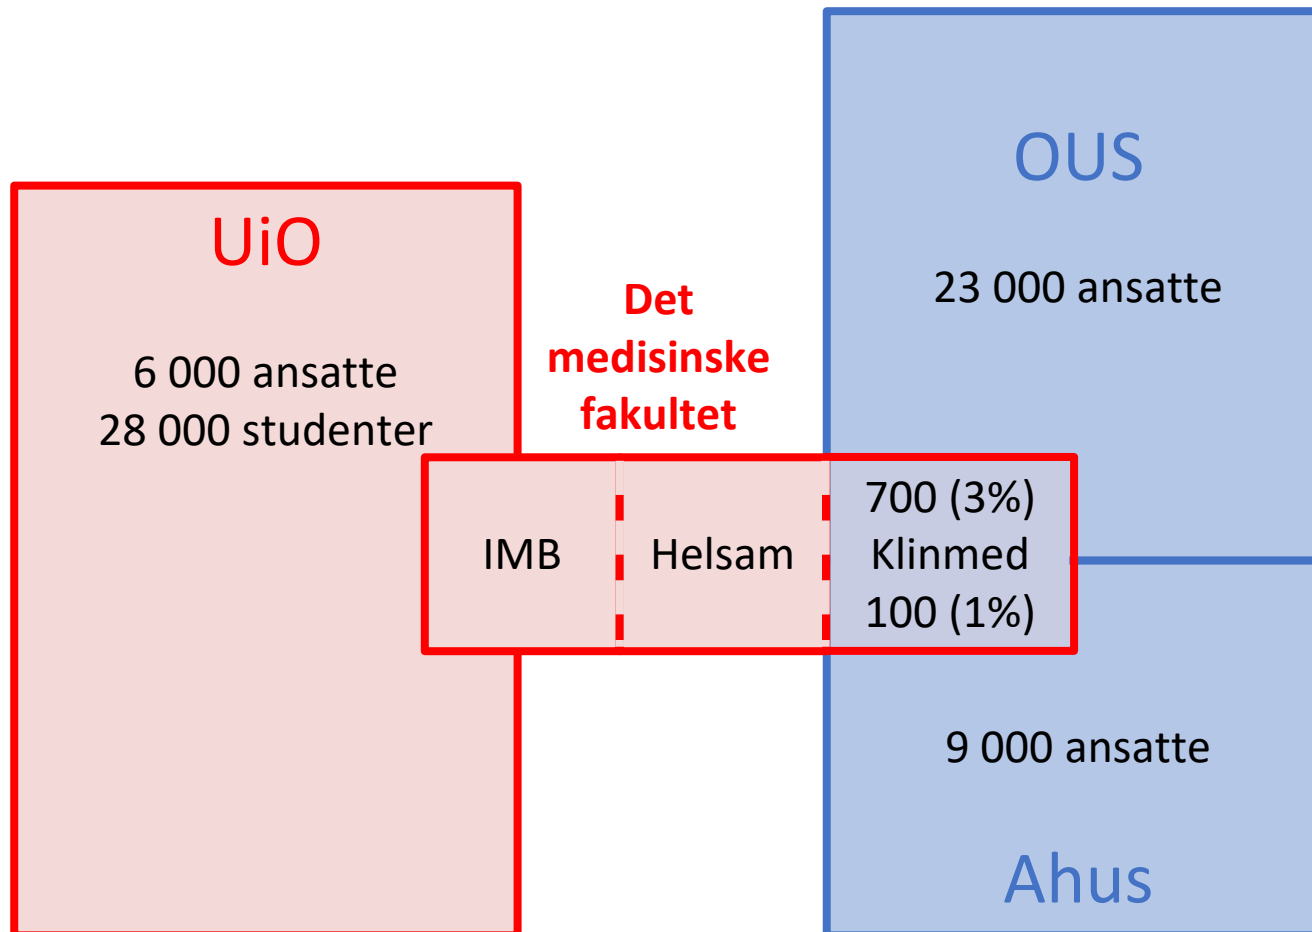 UiO
6 000 ansatte
28 000 studenter
Det
medisinske
fakultet
OUS
23 000 ansatte
IMB
Helsam
700 (3%)
Klinmed
100 (1%)
9 000 ansatte
Ahus